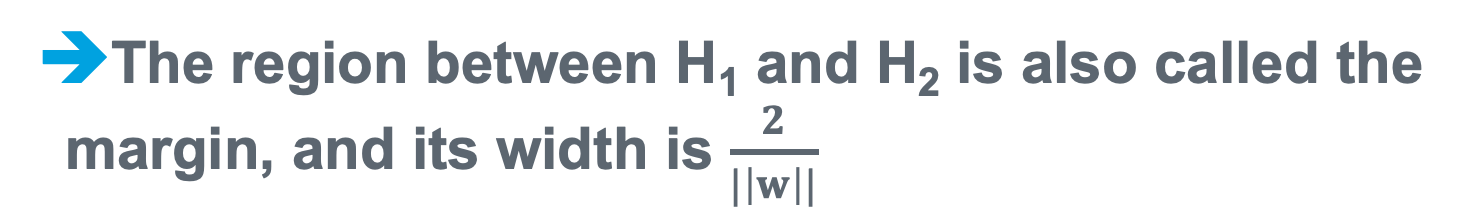 ➔The region between H₁ and H₂ is also called the
margin, and its width is 2/||w||